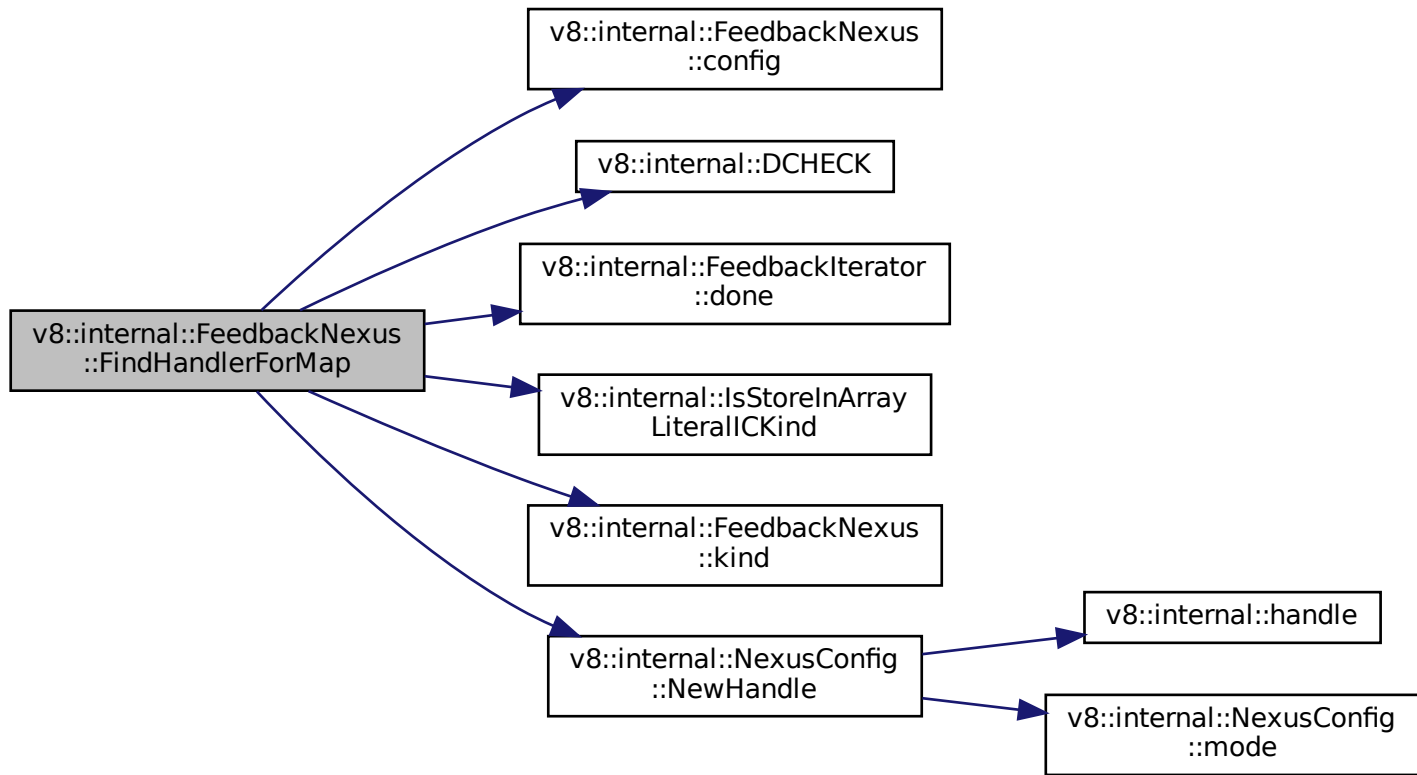 v8::internal::FeedbackNexus
::config
v8::internal::DCHECK
v8::internal::FeedbackIterator
::done
v8::internal::FeedbackNexus
::FindHandlerForMap
v8::internal::IsStoreInArray
LiteralICKind
v8::internal::FeedbackNexus
::kind
v8::internal::NexusConfig
::NewHandle
v8::internal::handle
v8::internal::NexusConfig
::mode